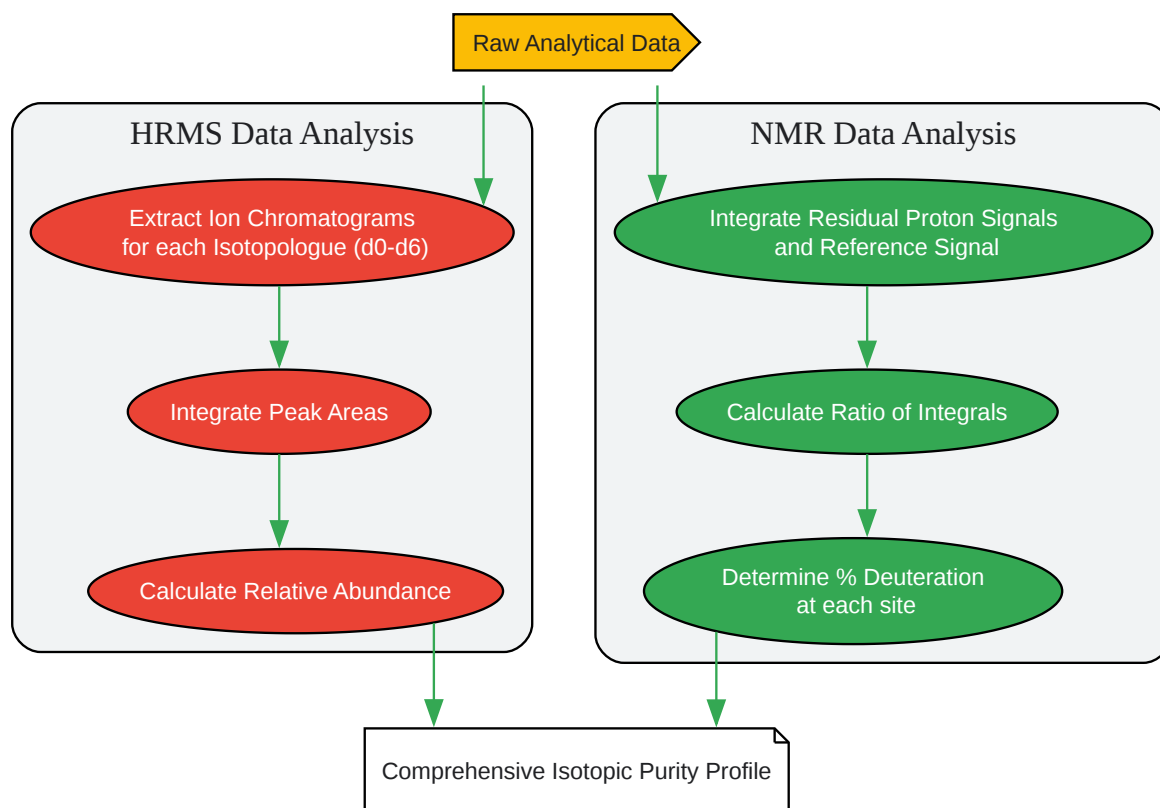 Raw Analytical Data
HRMS Data Analysis
Extract Ion Chromatograms
for each Isotopologue (d0-d6)
Integrate Peak Areas
Calculate Relative Abundance
NMR Data Analysis
Integrate Residual Proton Signals
and Reference Signal
Calculate Ratio of Integrals
Determine % Deuteration
at each site
Comprehensive Isotopic Purity Profile